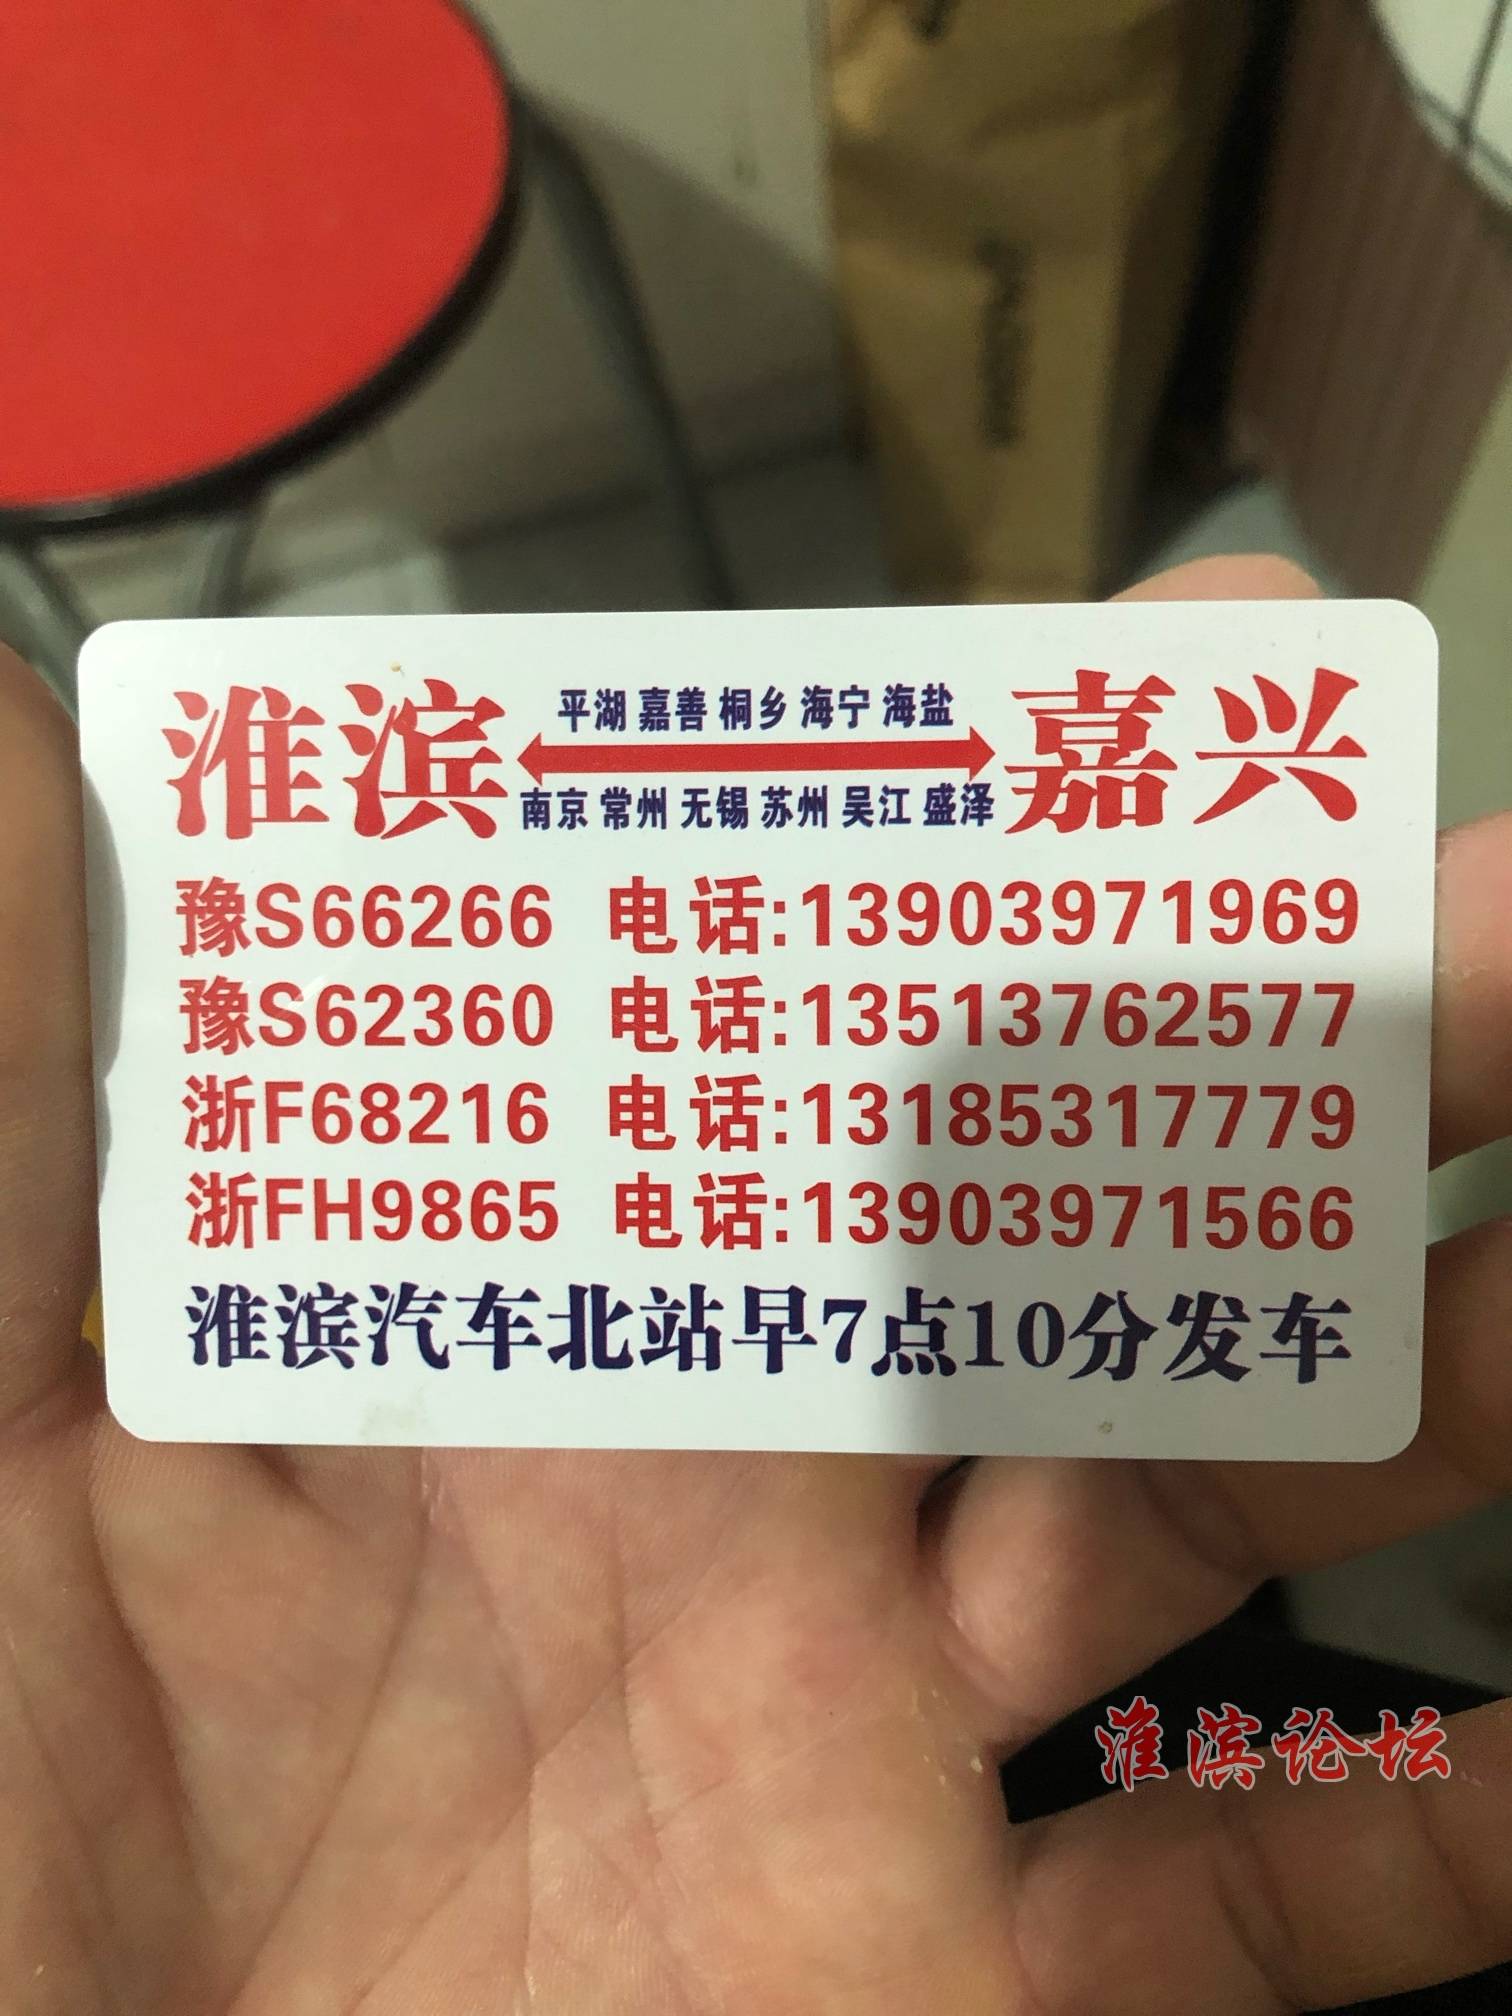 淮滨 平湖 嘉善 桐乡 海宁 海盐 嘉兴
南京 常州 无锡 苏州 吴江 盛泽
豫S66266 电话:13903971969
豫S62360 电话:13513762577
浙F68216 电话:13185317779
浙FH9865 电话:13903971566
淮滨汽车北站早7点10分发车
淮滨论坛